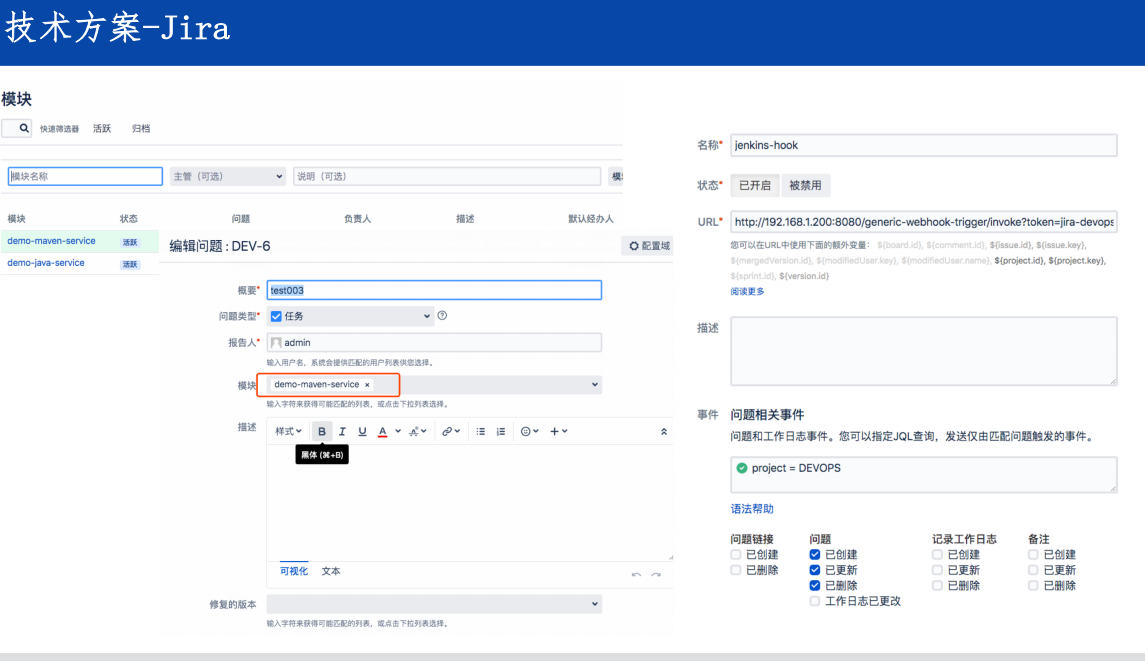 技术方案-Jira
模块
快速筛选器 活跃 归档
模块名称 主管（可选） 说明（可选）
模块 状态 问题 负责人 描述 默认经办人
demo-maven-service 活跃
demo-java-service 活跃
编辑问题 : DEV-6 配置域
概要* test003
问题类型* 任务
报告人* admin
输入用户名，系统会提供匹配的用户列表供您选择。
模块 demo-maven-service ×
输入字符来获得可能匹配的列表，或点击下拉列表选择。
描述 样式 B I U A
黑体 (⌘+B)
可视化 文本
修复的版本
输入字符来获得可能匹配的列表，或点击下拉列表选择。
名称* jenkins-hook
状态* 已开启 被禁用
URL* http://192.168.1.200:8080/generic-webhook-trigger/invoke?token=jira-devops
您可以在URL中使用下面的额外变量： ${board.id}, ${comment.id}, ${issue.id}, ${issue.key},
${mergedVersion.id}, ${modifiedUser.key}, ${modifiedUser.name}, ${project.id}, ${project.key},
${sprint.id}, ${version.id}
阅读更多
描述
事件 问题相关事件
问题和工作日志事件。您可以指定JQL查询，发送仅由匹配问题触发的事件。
project = DEVOPS
语法帮助
问题链接 问题 记录工作日志 备注
已创建 已创建 已创建 已创建
已删除 已更新 已更新 已更新
已删除 已删除 已删除
工作日志已更改